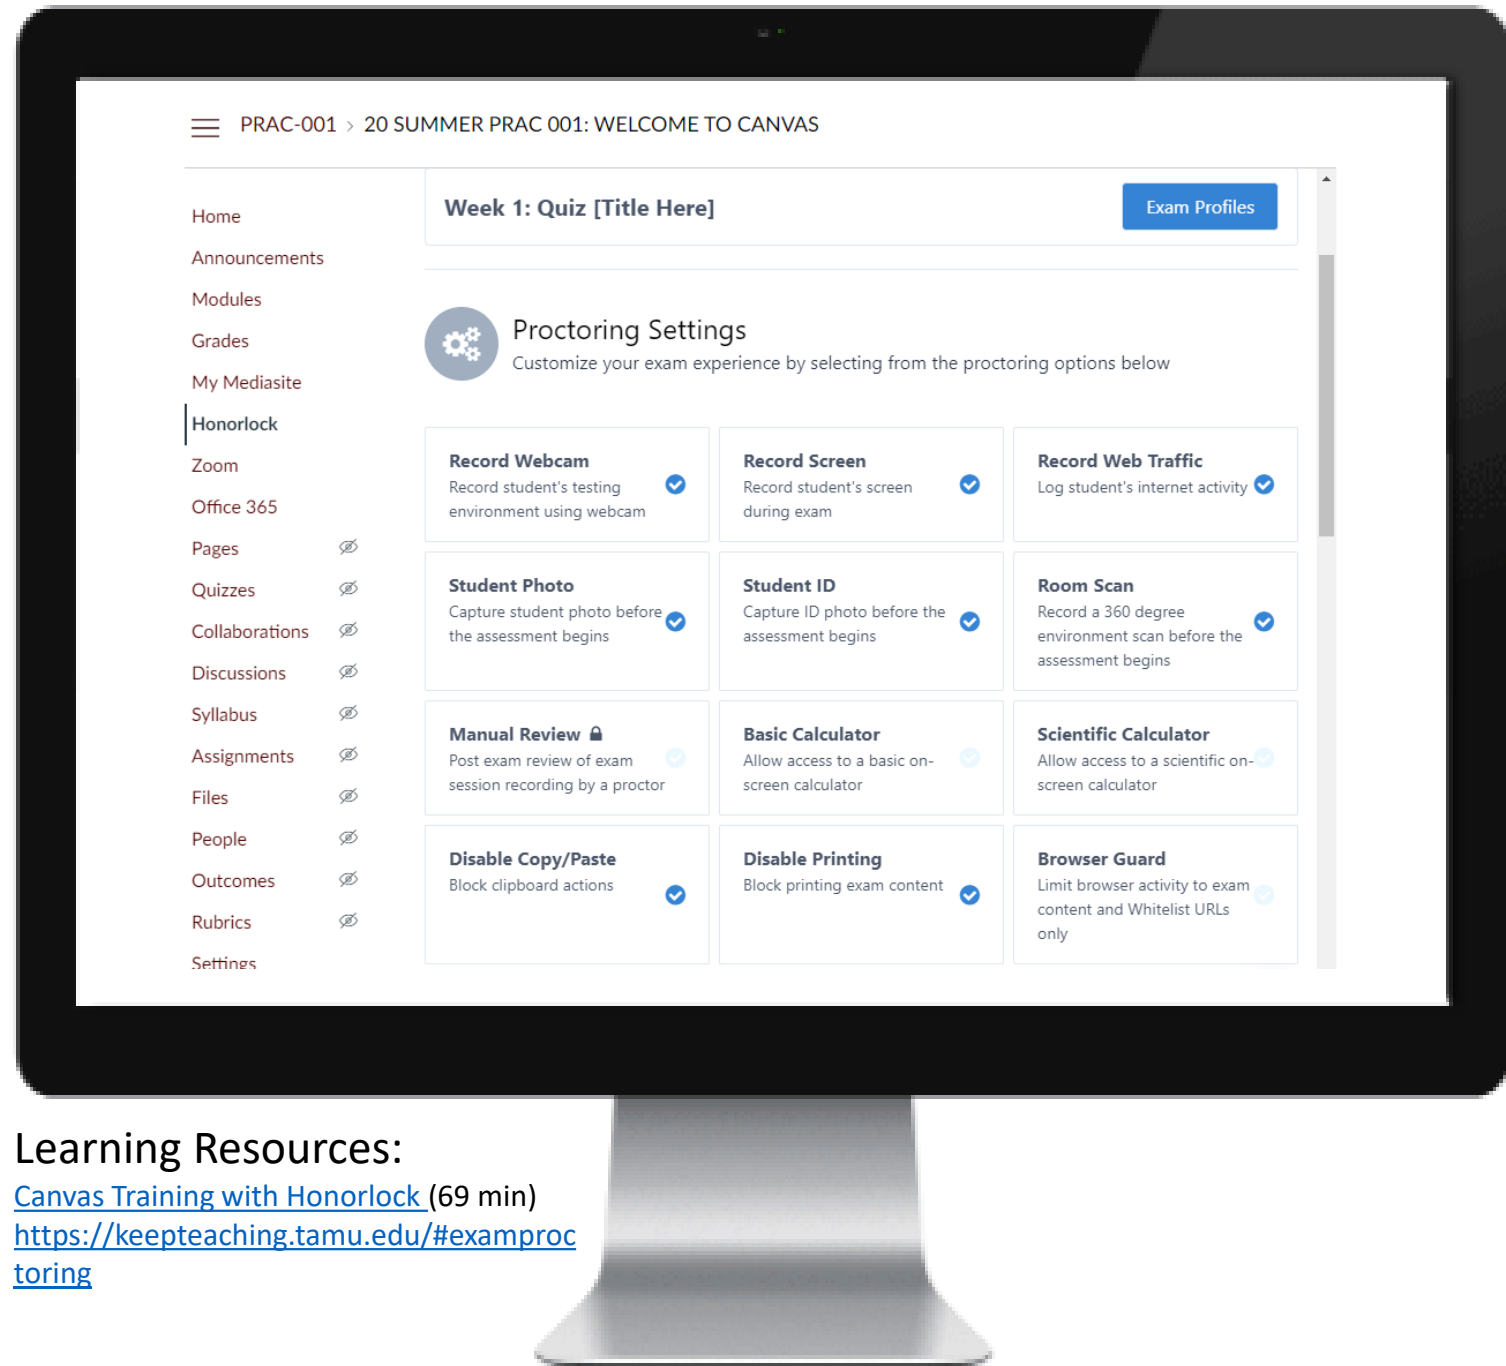 PRAC-001 > 20 SUMMER PRAC 001: WELCOME TO CANVAS
Home
Announcements
Modules
Grades
My Mediasite
Honorlock
Zoom
Office 365
Pages
Quizzes
Collaborations
Discussions
Syllabus
Assignments
Files
People
Outcomes
Rubrics
Settings
Week 1: Quiz [Title Here]
Exam Profiles
Proctoring Settings
Customize your exam experience by selecting from the proctoring options below
Record Webcam
Record student's testing
environment using webcam
Record Screen
Record student's screen
during exam
Record Web Traffic
Log student's internet activity
Student Photo
Capture student photo before
the assessment begins
Student ID
Capture ID photo before the
assessment begins
Room Scan
Record a 360 degree
environment scan before the
assessment begins
Manual Review
Post exam review of exam
session recording by a proctor
Basic Calculator
Allow access to a basic on-
screen calculator
Scientific Calculator
Allow access to a scientific on-
screen calculator
Disable Copy/Paste
Block clipboard actions
Disable Printing
Block printing exam content
Browser Guard
Limit browser activity to exam
content and Whitelist URLs
only
Learning Resources:
Canvas Training with Honorlock (69 min)
https://keepteaching.tamu.edu/#examproc
toring